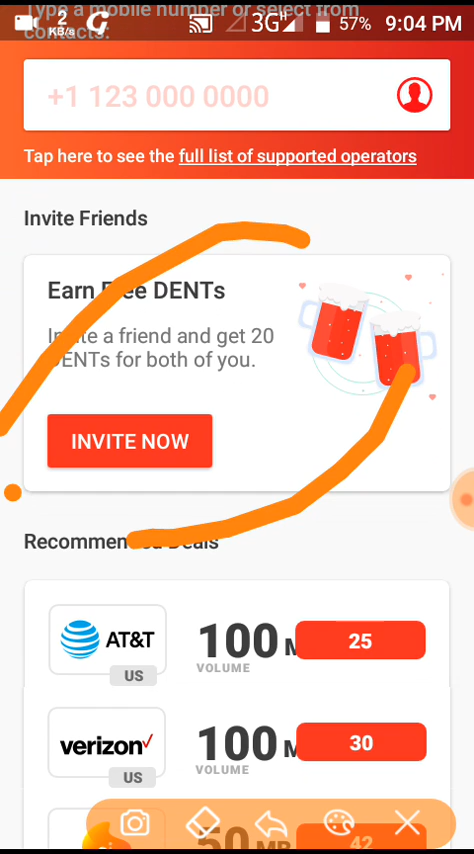 Type a mobile number or select from
contacts:
2
KB/s
G
3G
H
57%
9:04 PM
+1 123 000 0000
Tap here to see the full list of supported operators
Invite Friends
Earn Free DENTs
Invite a friend and get 20
DENTs for both of you.
INVITE NOW
Recommended Deals
AT&T
US
100 M
VOLUME
25
verizon
US
100 M
VOLUME
30
50 MB
42